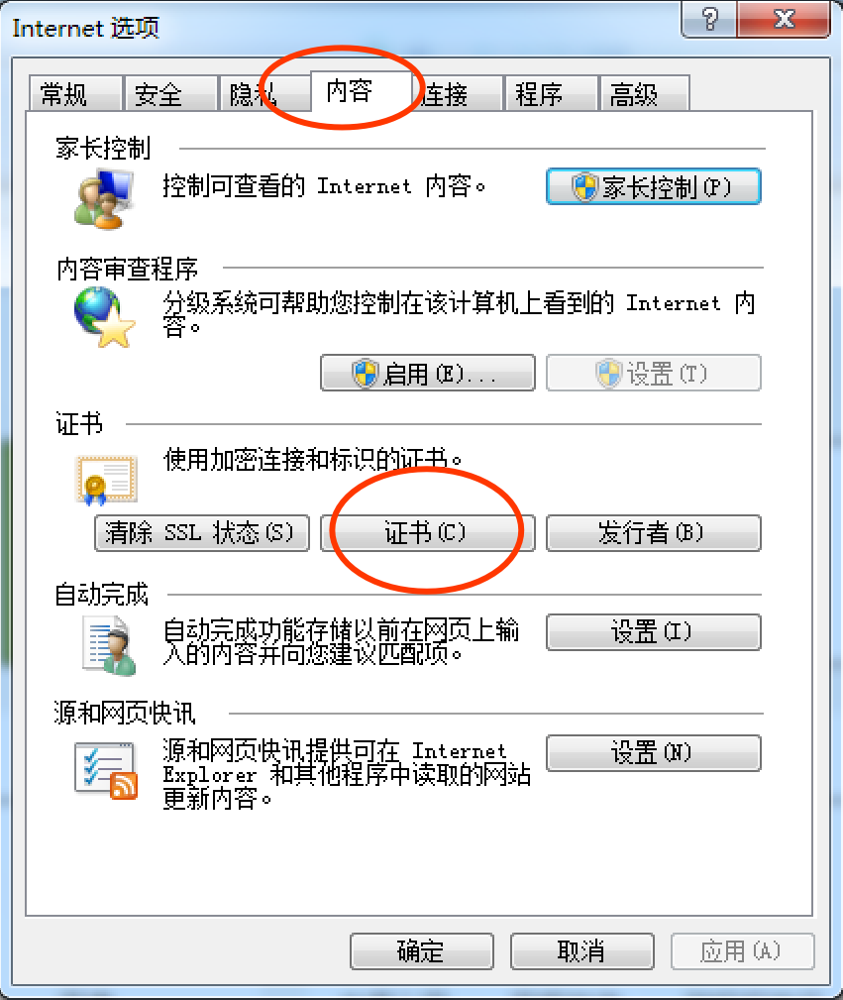 Internet 选项
常规 安全 隐私 内容 连接 程序 高级
家长控制
控制可查看的 Internet 内容。
家长控制(P)
内容审查程序
分级系统可帮助您控制在该计算机上看到的 Internet 内
容。
启用(E)... 设置(T)
证书
使用加密连接和标识的证书。
清除 SSL 状态(S) 证书(C) 发行者(B)
自动完成
自动完成功能存储以前在网页上输
入的内容并向您建议匹配项。
设置(I)
源和网页快讯
源和网页快讯提供可在 Internet
Explorer 和其他程序中读取的网站
更新内容。
设置(N)
确定 取消 应用(A)